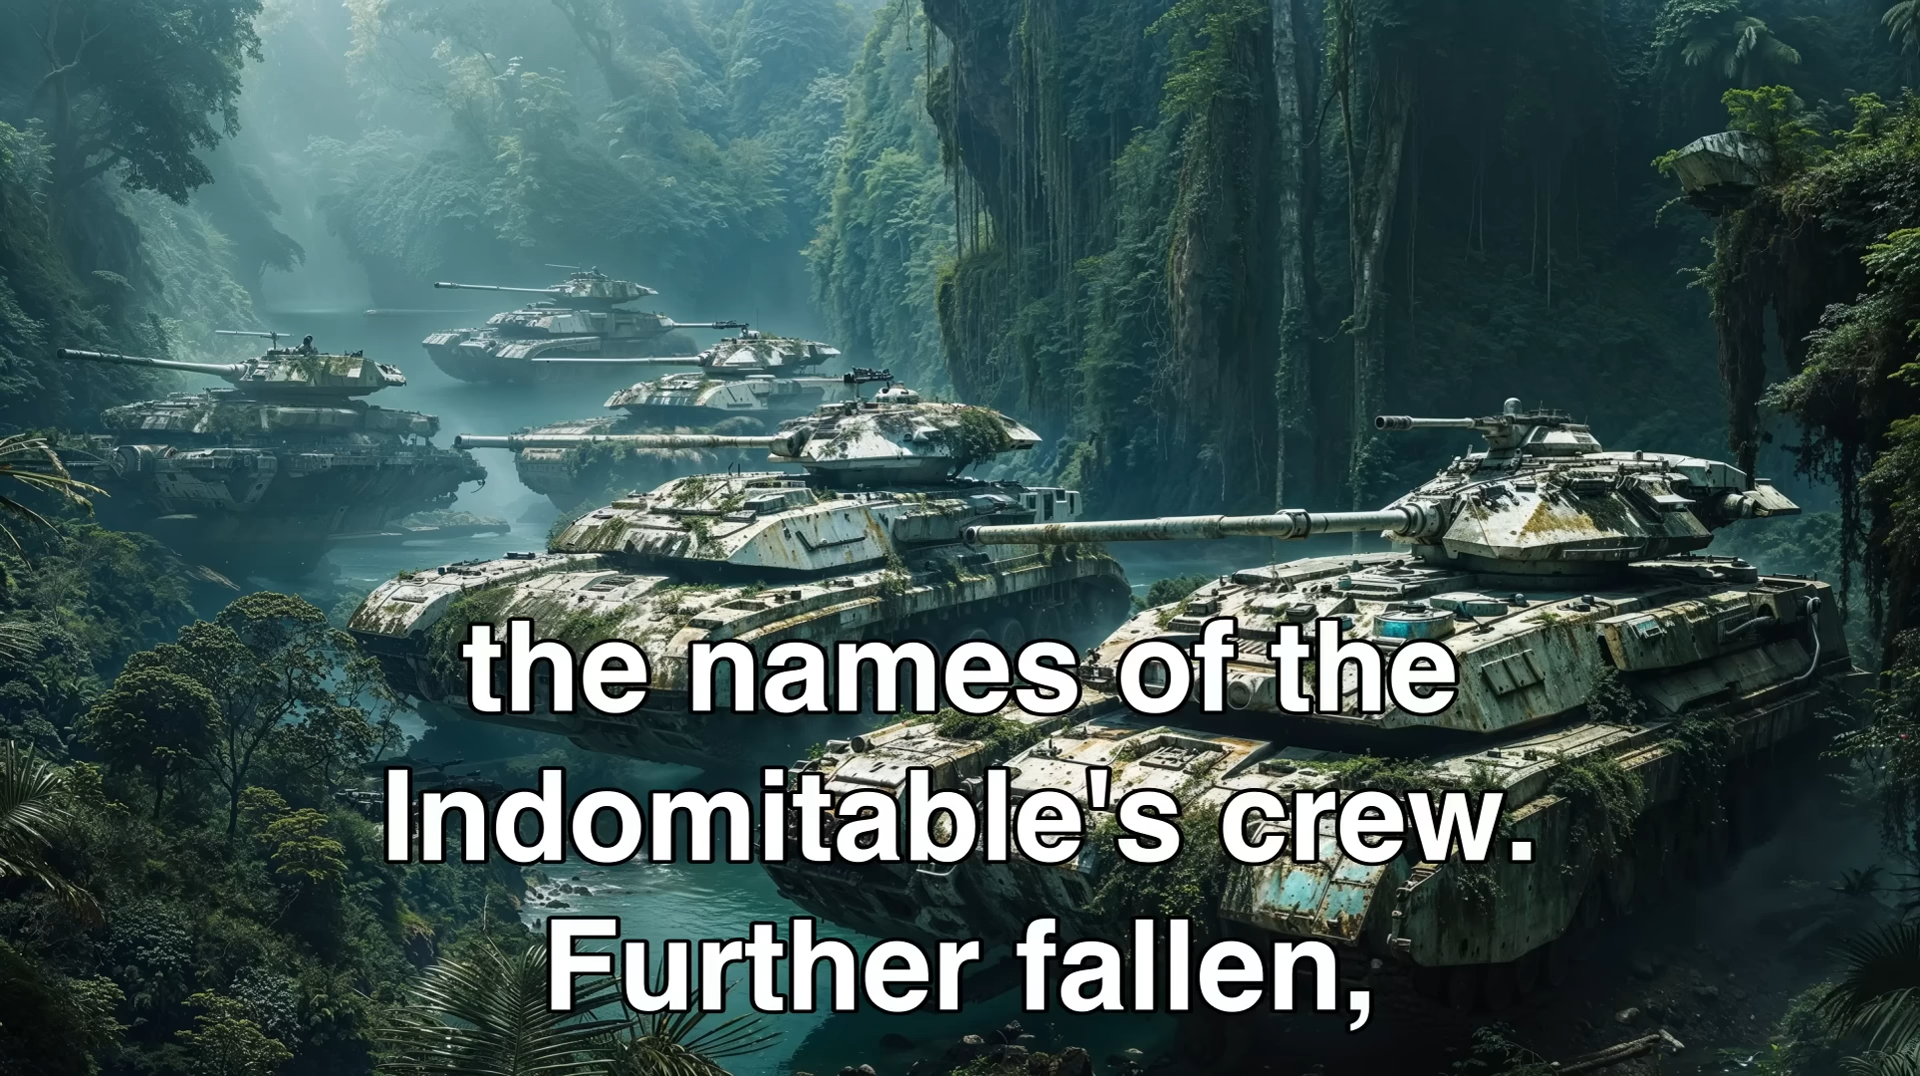 the names of the
Indomitable's crew.
Further fallen,